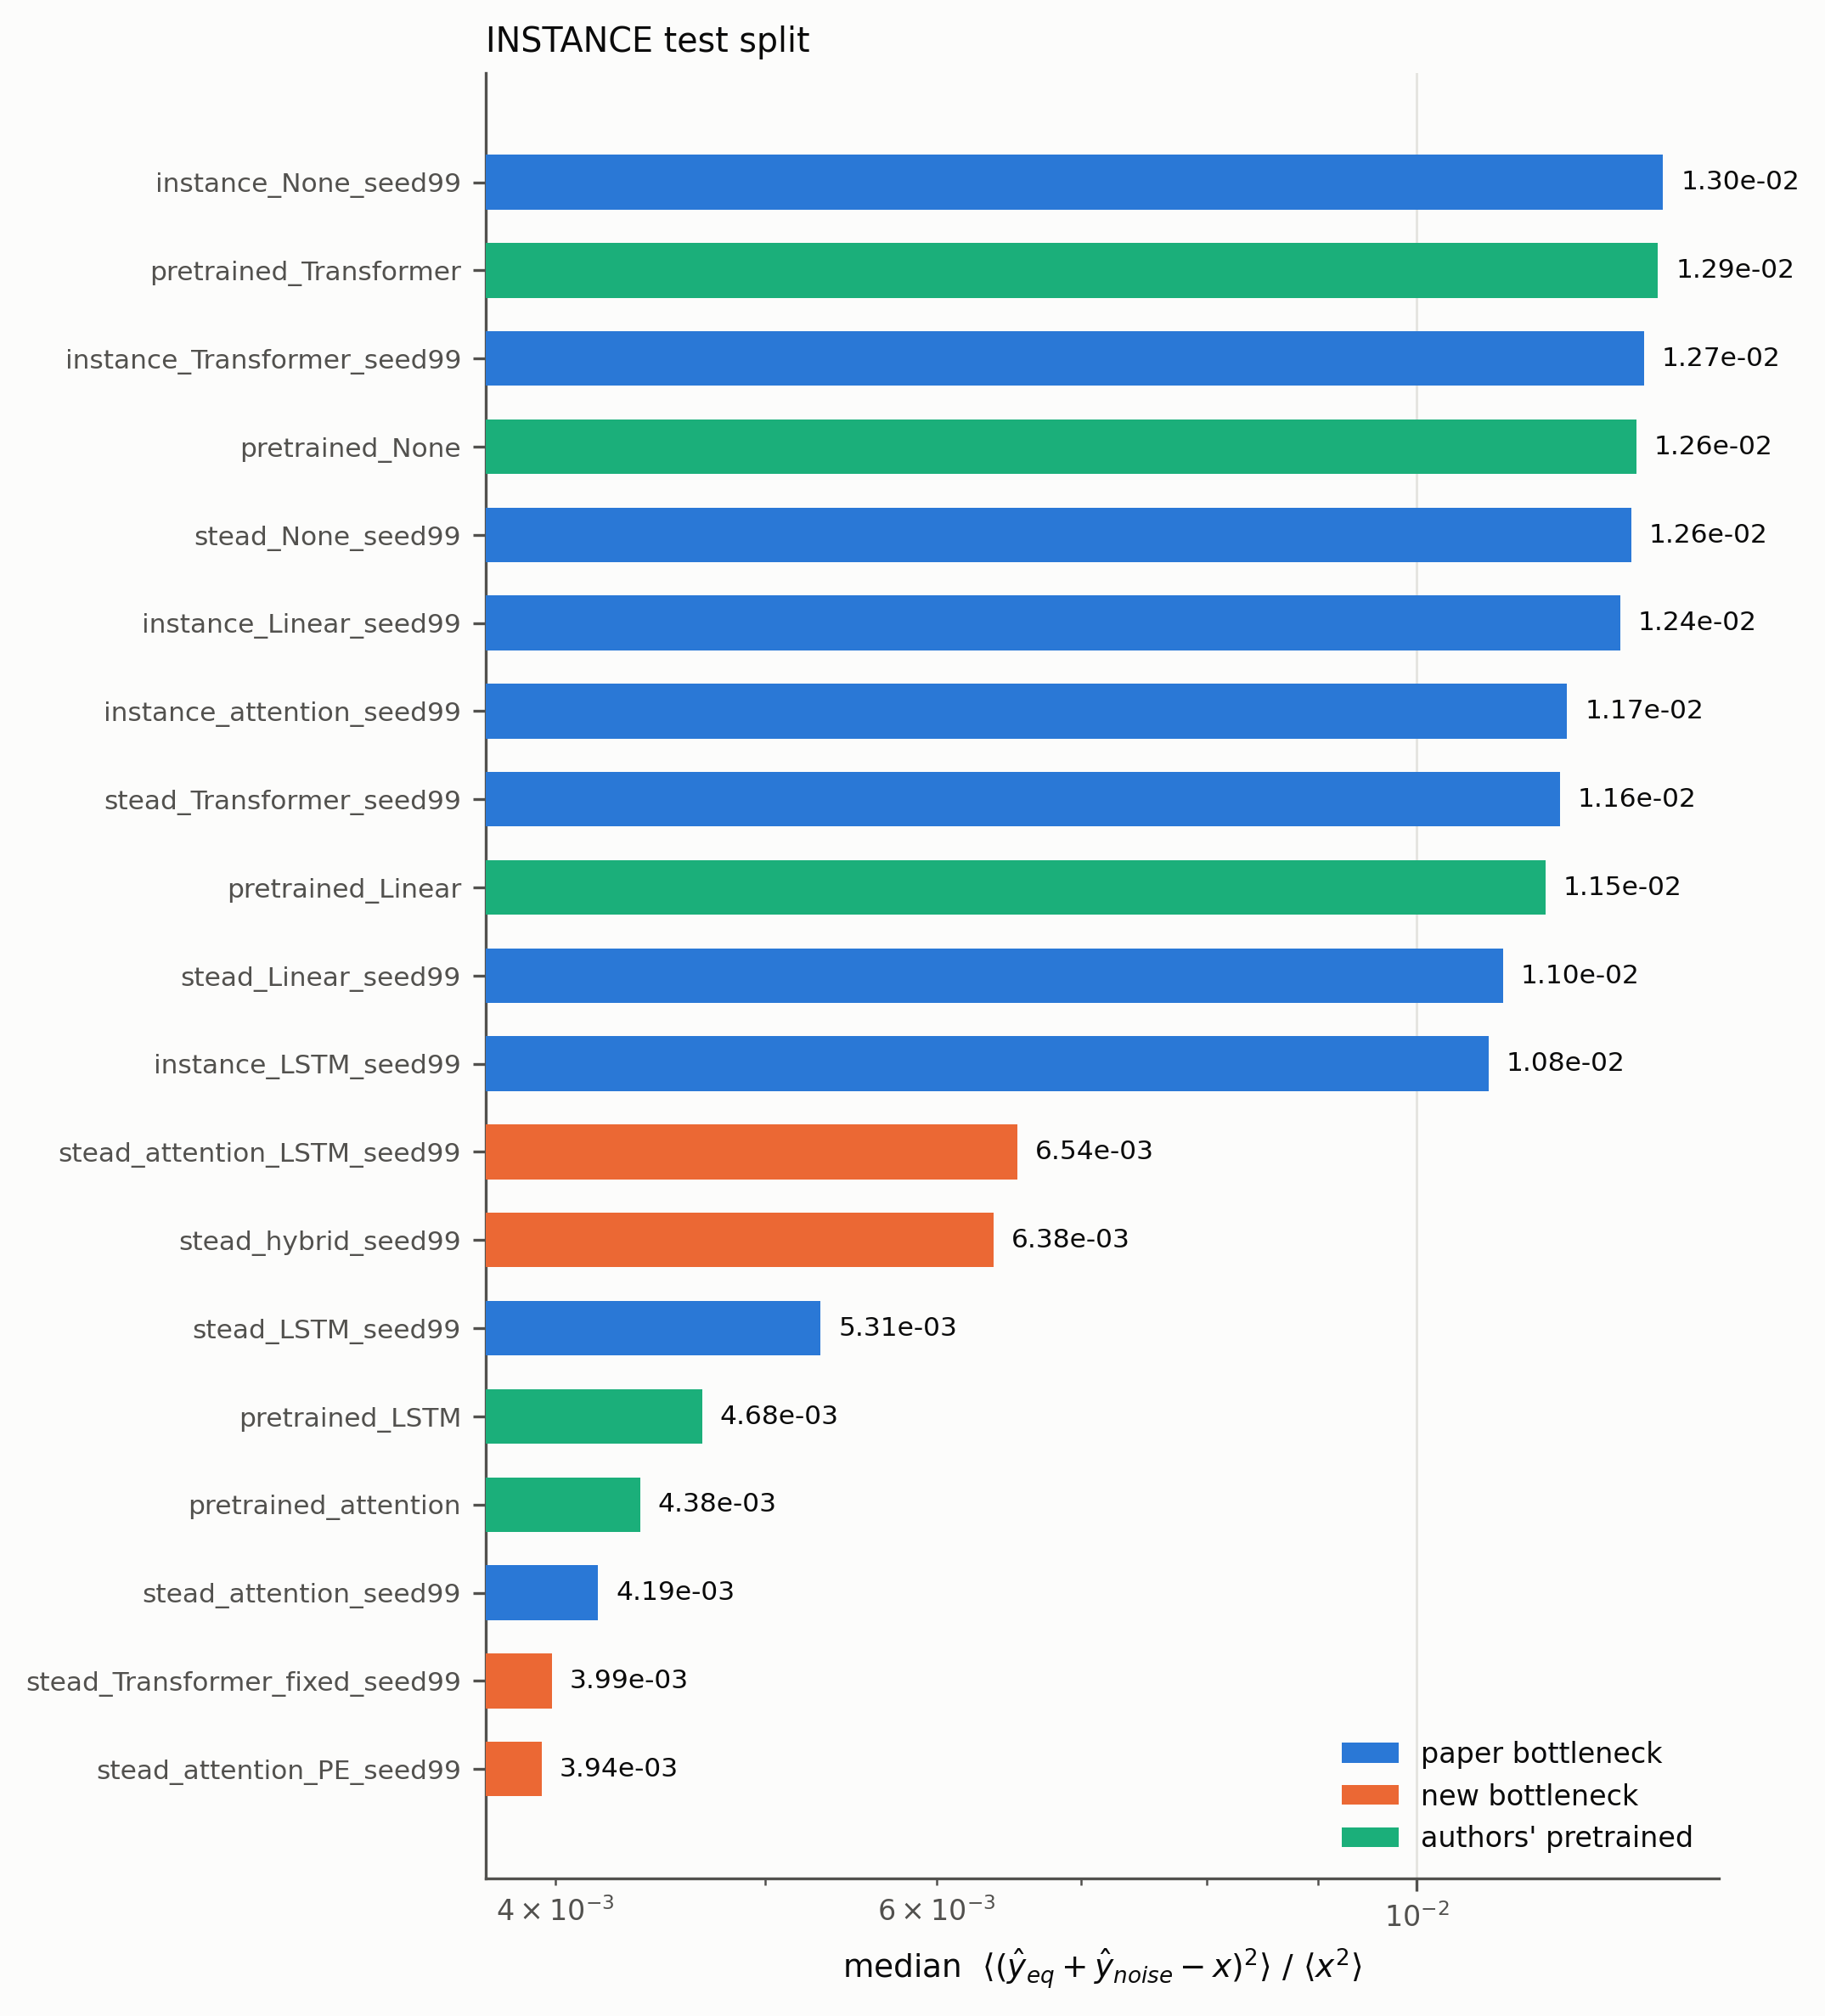 INSTANCE test split
instance_None_seed99 1.30e-02
pretrained_Transformer 1.29e-02
instance_Transformer_seed99 1.27e-02
pretrained_None 1.26e-02
stead_None_seed99 1.26e-02
instance_Linear_seed99 1.24e-02
instance_attention_seed99 1.17e-02
stead_Transformer_seed99 1.16e-02
pretrained_Linear 1.15e-02
stead_Linear_seed99 1.10e-02
instance_LSTM_seed99 1.08e-02
stead_attention_LSTM_seed99 6.54e-03
stead_hybrid_seed99 6.38e-03
stead_LSTM_seed99 5.31e-03
pretrained_LSTM 4.68e-03
pretrained_attention 4.38e-03
stead_attention_seed99 4.19e-03
stead_Transformer_fixed_seed99 3.99e-03
stead_attention_PE_seed99 3.94e-03
paper bottleneck
new bottleneck
authors' pretrained
4 × 10⁻³ 6 × 10⁻³ 10⁻²
median ⟨(ŷ_eq + ŷ_noise − x)²⟩ / ⟨x²⟩